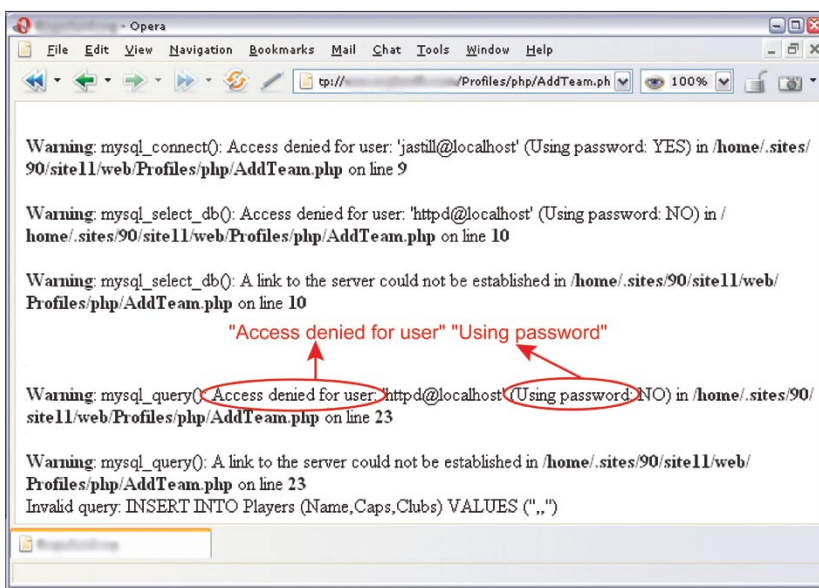 - Opera
File Edit View Navigation Bookmarks Mail Chat Tools Window Help
tp:// /Profiles/php/AddTeam.ph 100%
Warning: mysql_connect(): Access denied for user: 'jastill@localhost' (Using password: YES) in /home/.sites/
90/site11/web/Profiles/php/AddTeam.php on line 9
Warning: mysql_select_db(): Access denied for user: 'httpd@localhost' (Using password: NO) in /
home/.sites/90/site11/web/Profiles/php/AddTeam.php on line 10
Warning: mysql_select_db(): A link to the server could not be established in /home/.sites/90/site11/web/
Profiles/php/AddTeam.php on line 10
"Access denied for user" "Using password"
Warning: mysql_query(): Access denied for user: 'httpd@localhost' (Using password: NO) in /home/.sites/90/
site11/web/Profiles/php/AddTeam.php on line 23
Warning: mysql_query(): A link to the server could not be established in /home/.sites/90/site11/web/
Profiles/php/AddTeam.php on line 23
Invalid query: INSERT INTO Players (Name,Caps,Clubs) VALUES ('',,'')